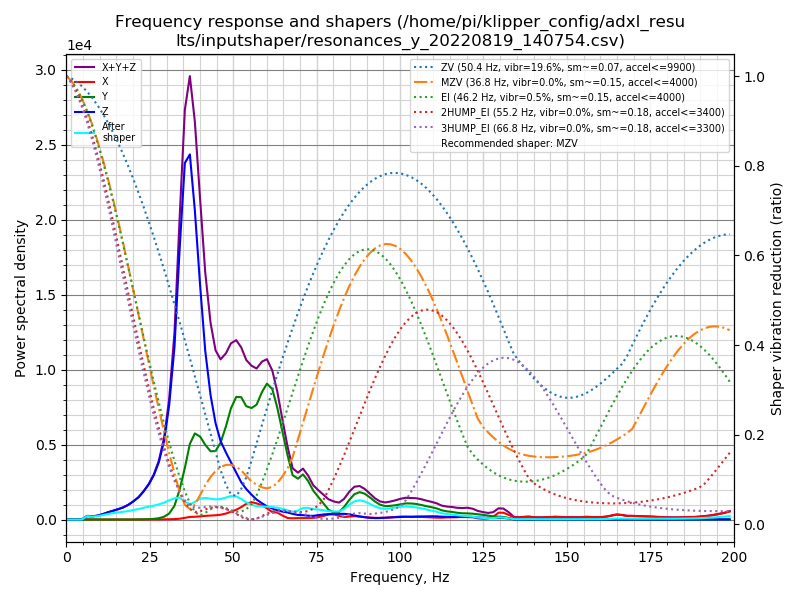 Frequency response and shapers (/home/pi/klipper_config/adxl_resu
lts/inputshaper/resonances_y_20220819_140754.csv)
1e4
X+Y+Z
X
Y
Z
After
shaper
ZV (50.4 Hz, vibr=19.6%, sm~=0.07, accel<=9900)
MZV (36.8 Hz, vibr=0.0%, sm~=0.15, accel<=4000)
EI (46.2 Hz, vibr=0.5%, sm~=0.15, accel<=4000)
2HUMP_EI (55.2 Hz, vibr=0.0%, sm~=0.18, accel<=3400)
3HUMP_EI (66.8 Hz, vibr=0.0%, sm~=0.18, accel<=3300)
Recommended shaper: MZV
3.0
2.5
2.0
1.5
1.0
0.5
0.0
Power spectral density
1.0
0.8
0.6
0.4
0.2
0.0
Shaper vibration reduction (ratio)
0 25 50 75 100 125 150 175 200
Frequency, Hz